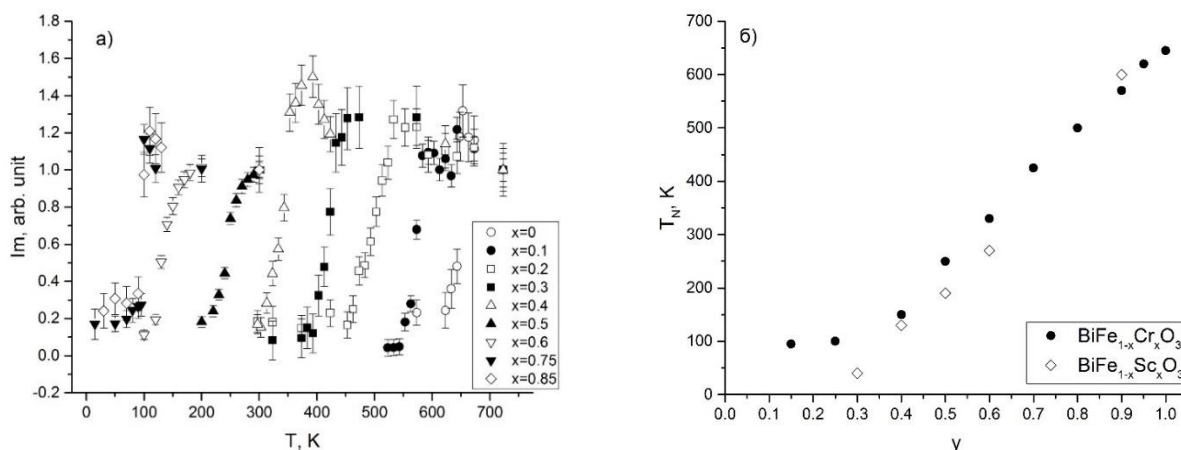 а)
Im, arb. unit
1.8
1.6
1.4
1.2
1.0
0.8
0.6
0.4
0.2
0.0
-0.2
0 100 200 300 400 500 600 700
T, K
x=0
x=0.1
x=0.2
x=0.3
x=0.4
x=0.5
x=0.6
x=0.75
x=0.85
б)
T_N, K
700
600
500
400
300
200
100
0
0.0 0.1 0.2 0.3 0.4 0.5 0.6 0.7 0.8 0.9 1.0
y
BiFe₁₋ₓCrₓO₃
BiFe₁₋ₓScₓO₃